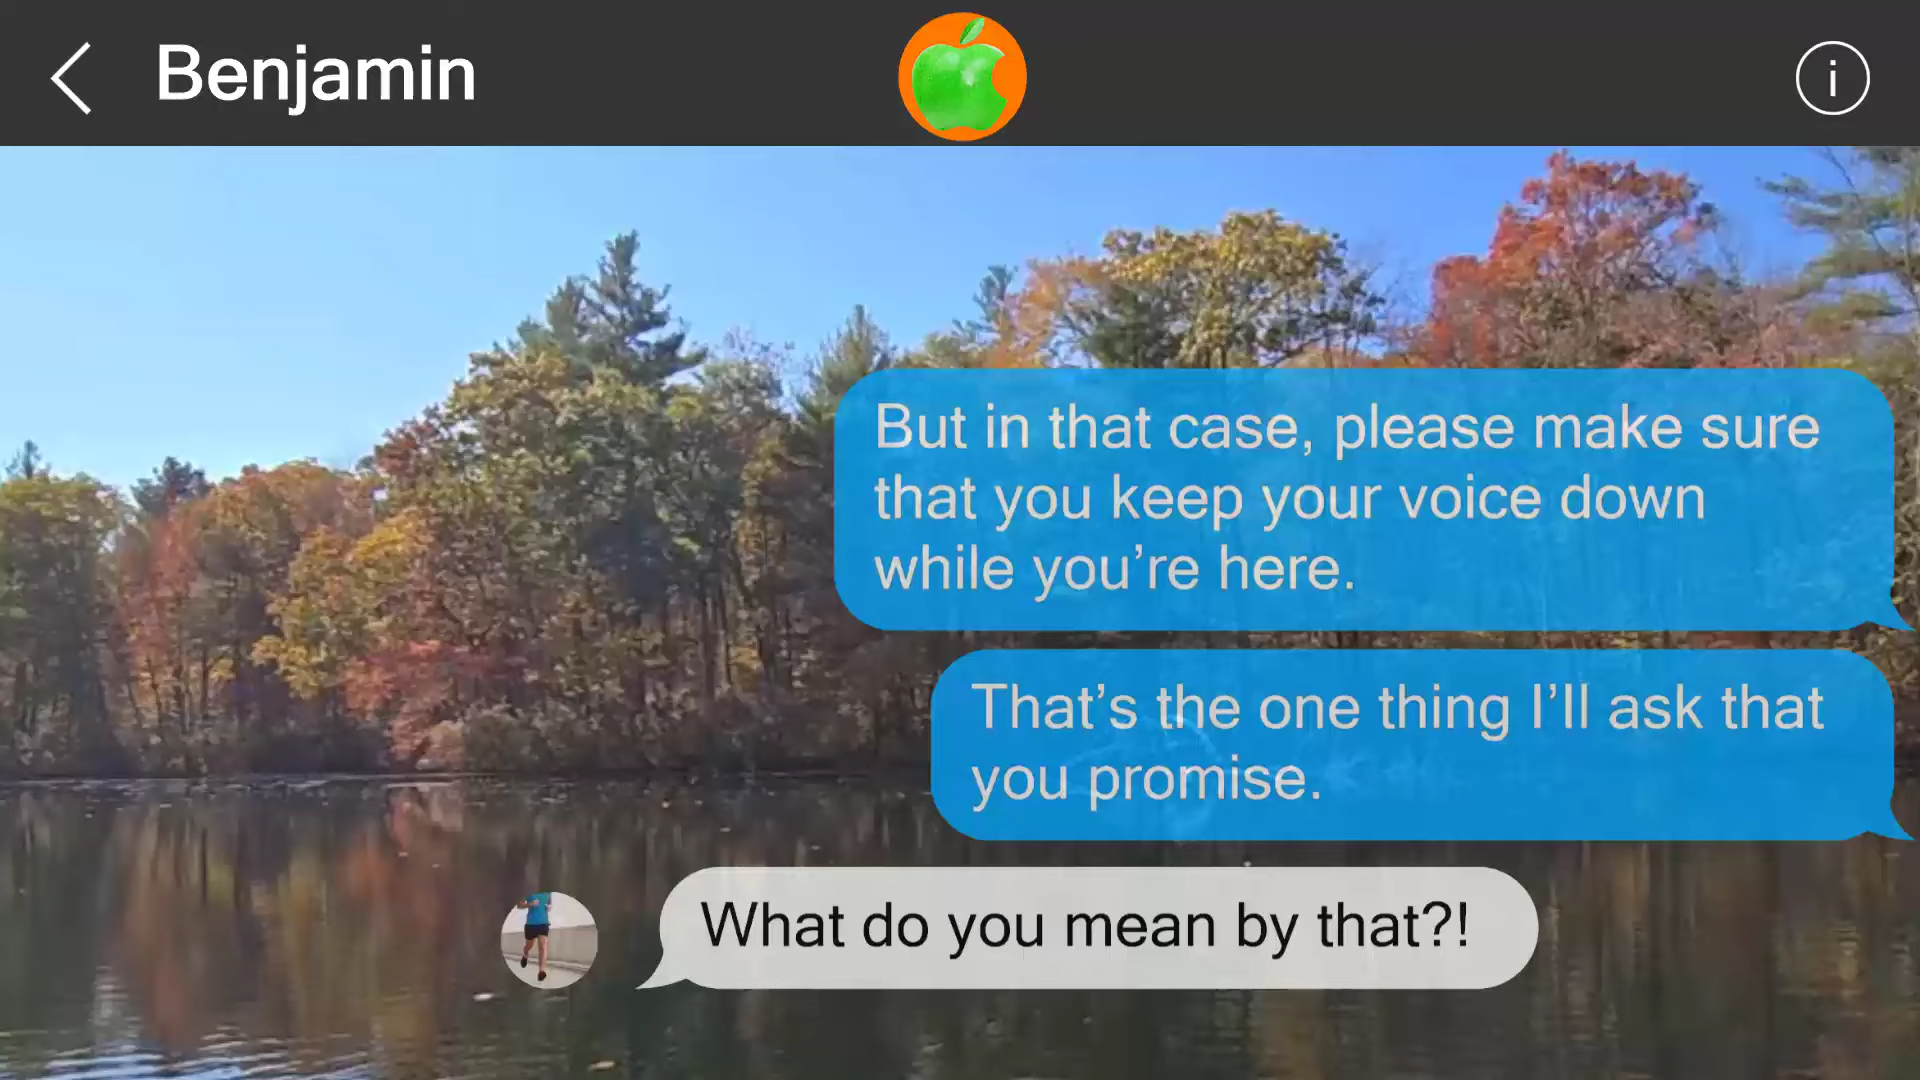 Benjamin
i
But in that case, please make sure
that you keep your voice down
while you’re here.
That’s the one thing I’ll ask that
you promise.
What do you mean by that?!